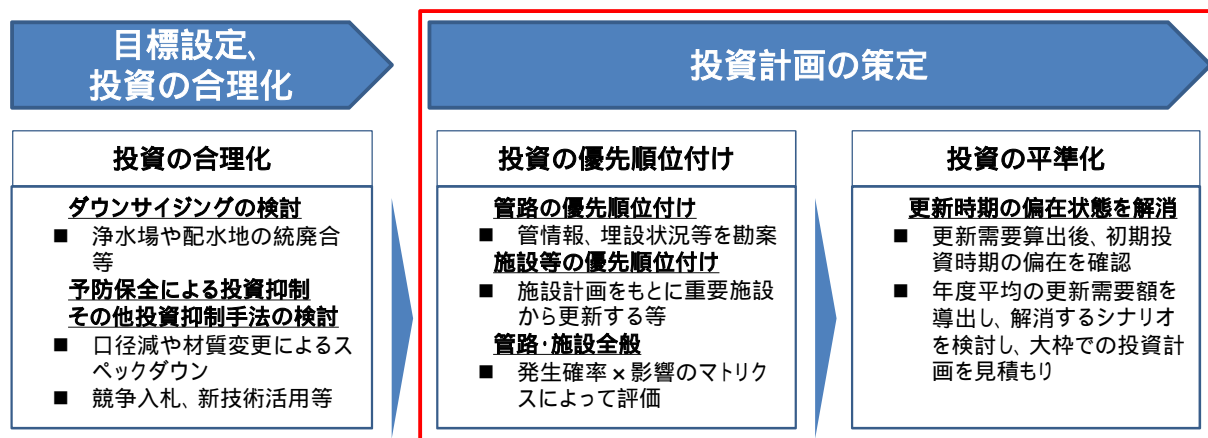 目標設定、
投資の合理化
投資計画の策定
投資の合理化
ダウンサイジングの検討
■ 浄水場や配水地の統廃合
等
予防保全による投資抑制
その他投資抑制手法の検討
■ 口径減や材質変更によるス
ペックダウン
■ 競争入札、新技術活用等
投資の優先順位付け
管路の優先順位付け
■ 管情報、埋設状況等を勘案
施設等の優先順位付け
■ 施設計画をもとに重要施設
から更新する等
管路・施設全般
■ 発生確率×影響のマトリク
スによって評価
投資の平準化
更新時期の偏在状態を解消
■ 更新需要算出後、初期投
資時期の偏在を確認
■ 年度平均の更新需要額を
導出し、解消するシナリオ
を検討し、大枠での投資計
画を見積もり